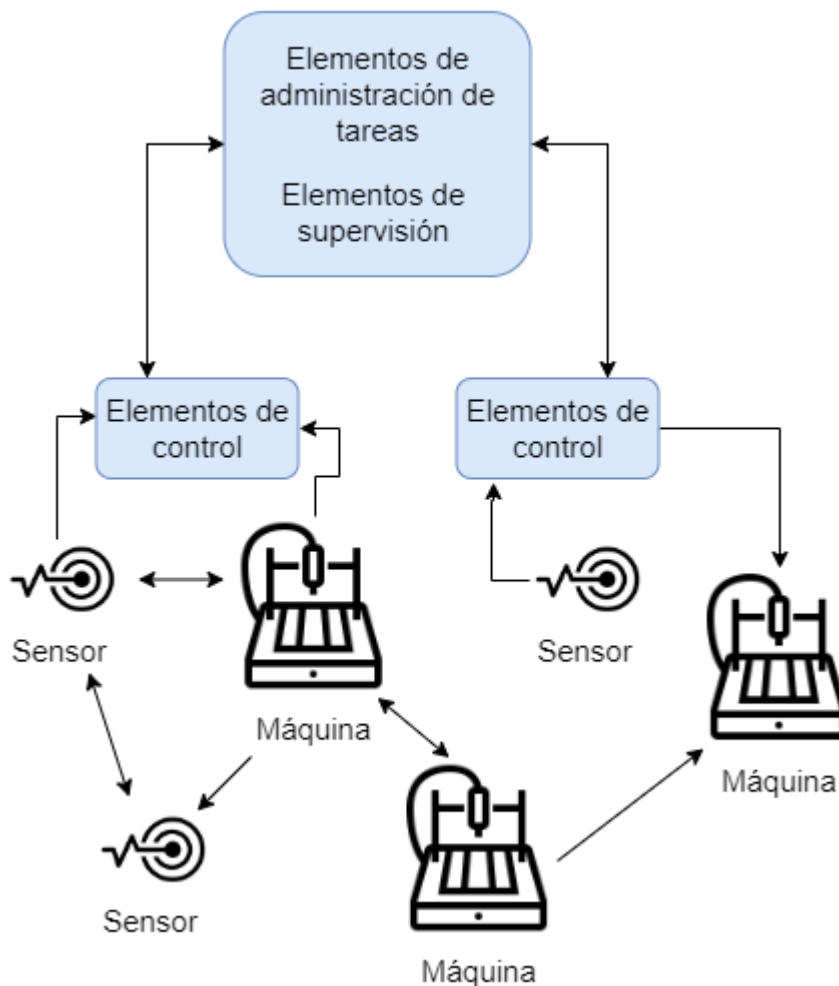 Elementos de
administración de
tareas
Elementos de
supervisión
Elementos de
control
Elementos de
control
Sensor
Sensor
Máquina
Máquina
Sensor
Máquina